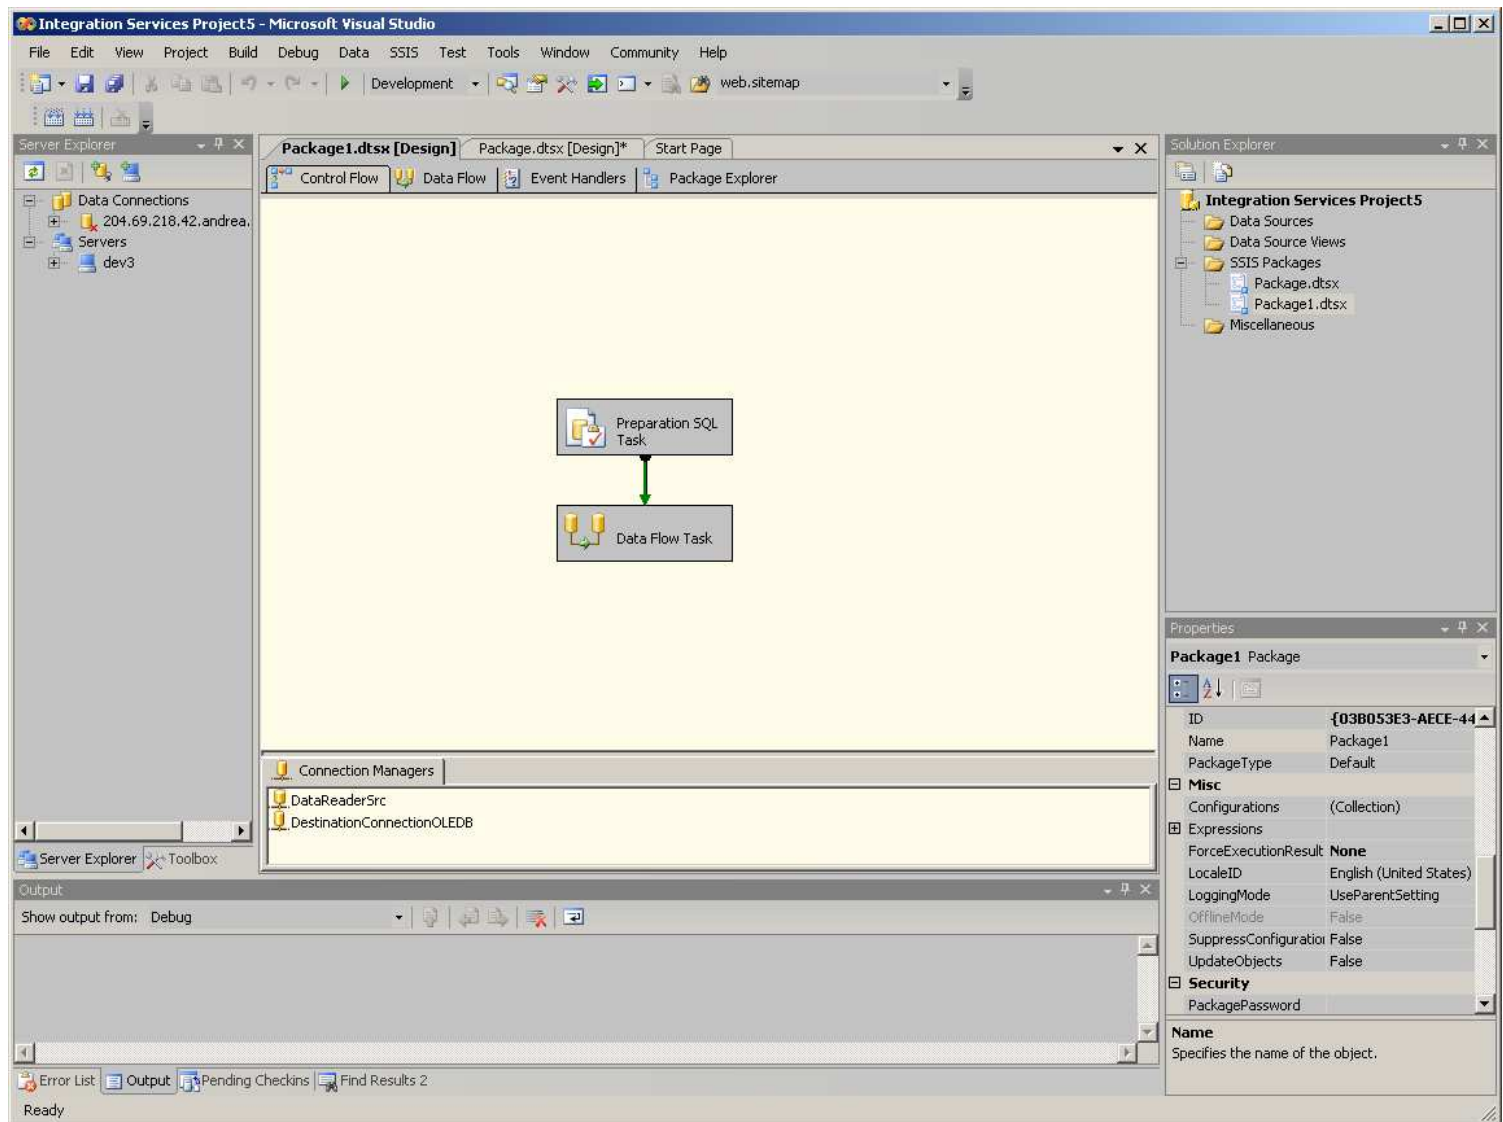 Integration Services Project5 - Microsoft Visual Studio
File Edit View Project Build Debug Data SSIS Test Tools Window Community Help
Development web.sitemap
Server Explorer
Data Connections
204.69.218.42.andrea.
Servers
dev3
Server Explorer Toolbox
Package1.dtsx [Design] Package.dtsx [Design]* Start Page
Control Flow Data Flow Event Handlers Package Explorer
Preparation SQL
Task
Data Flow Task
Connection Managers
DataReaderSrc
DestinationConnectionOLEDB
Solution Explorer
Integration Services Project5
Data Sources
Data Source Views
SSIS Packages
Package.dtsx
Package1.dtsx
Miscellaneous
Properties
Package1 Package
ID {03B053E3-AECE-44
Name Package1
PackageType Default
Misc
Configurations (Collection)
Expressions
ForceExecutionResult None
LocaleID English (United States)
LoggingMode UseParentSetting
OfflineMode False
SuppressConfiguration False
UpdateObjects False
Security
PackagePassword
Name
Specifies the name of the object.
Output
Show output from: Debug
Error List Output Pending Checkins Find Results 2
Ready